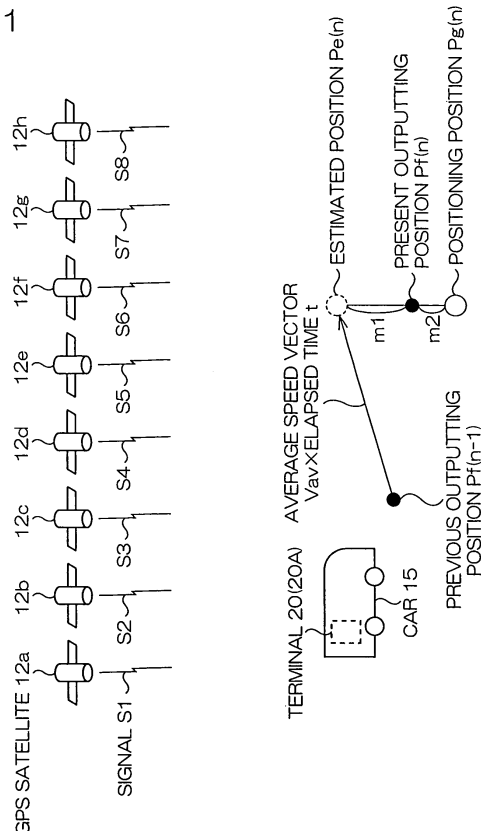 1
GPS SATELLITE 12a
12b
12c
12d
12e
12f
12g
12h
SIGNAL S1
S2
S3
S4
S5
S6
S7
S8
TERMINAL 20(20A)
CAR 15
AVERAGE SPEED VECTOR
Vav×ELAPSED TIME t
ESTIMATED POSITION Pe(n)
m1
PRESENT OUTPUTTING
POSITION Pf(n)
m2
POSITIONING POSITION Pg(n)
PREVIOUS OUTPUTTING
POSITION Pf(n-1)